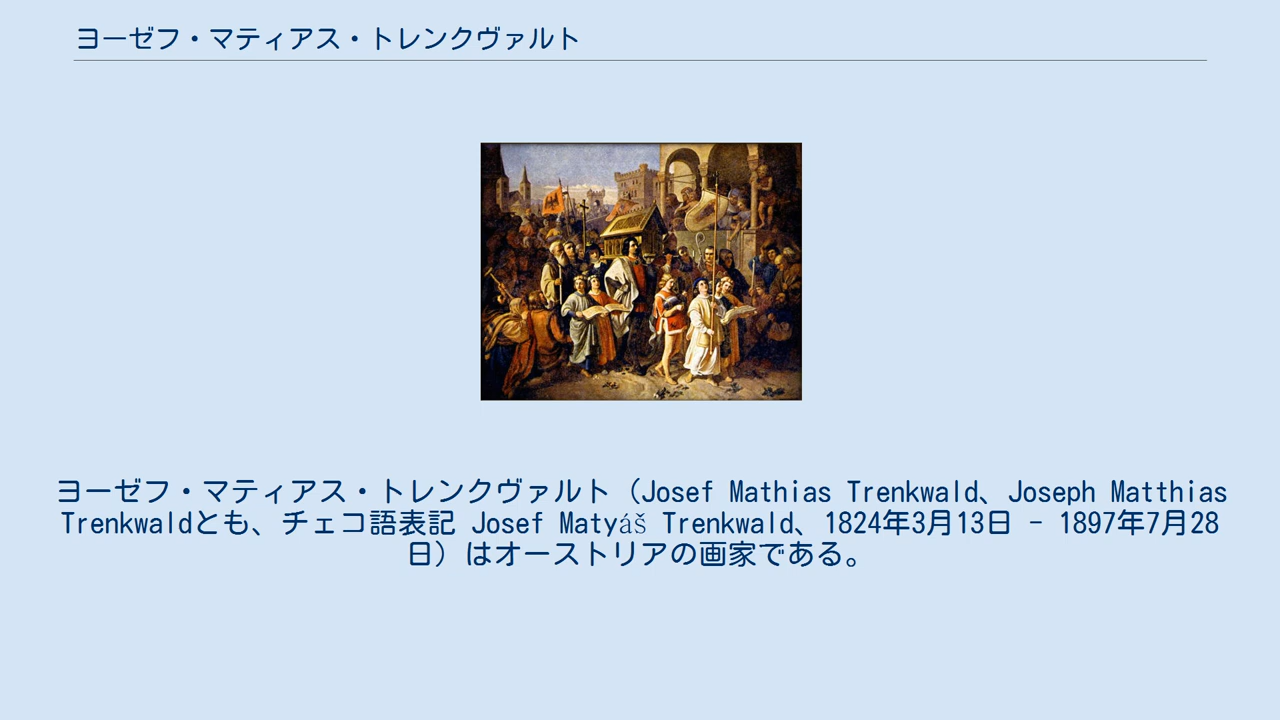 ヨーゼフ・マティアス・トレンクヴァルト
ヨーゼフ・マティアス・トレンクヴァルト（Josef Mathias Trenkwald、Joseph Matthias
Trenkwaldとも、チェコ語表記 Josef Matyáš Trenkwald、1824年3月13日 - 1897年7月28
日）はオーストリアの画家である。